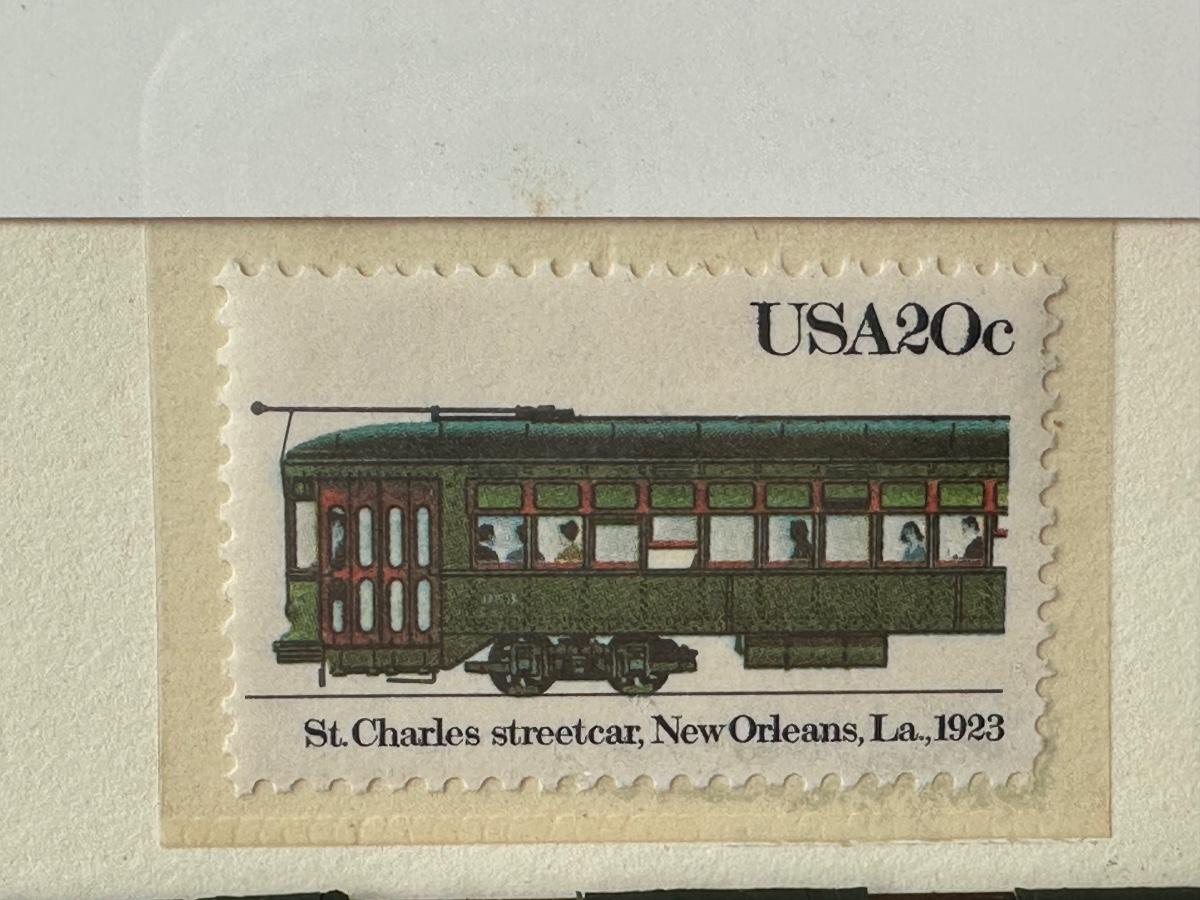 USA20c
St. Charles streetcar, New Orleans, La., 1923